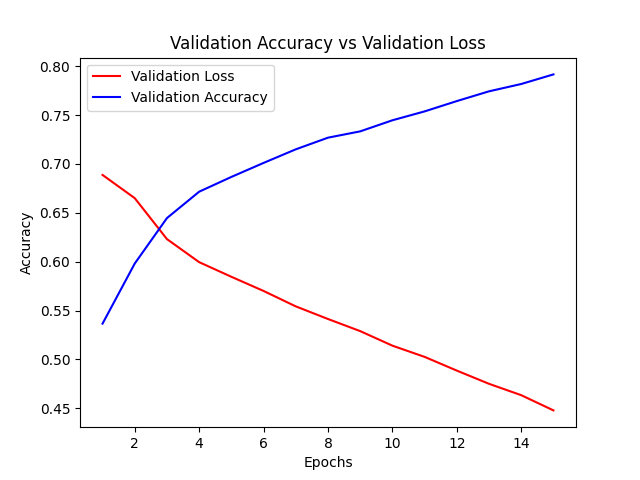 Validation Accuracy vs Validation Loss
Validation Loss
Validation Accuracy
0.80
0.75
0.70
0.65
0.60
0.55
0.50
0.45
Accuracy
2 4 6 8 10 12 14
Epochs